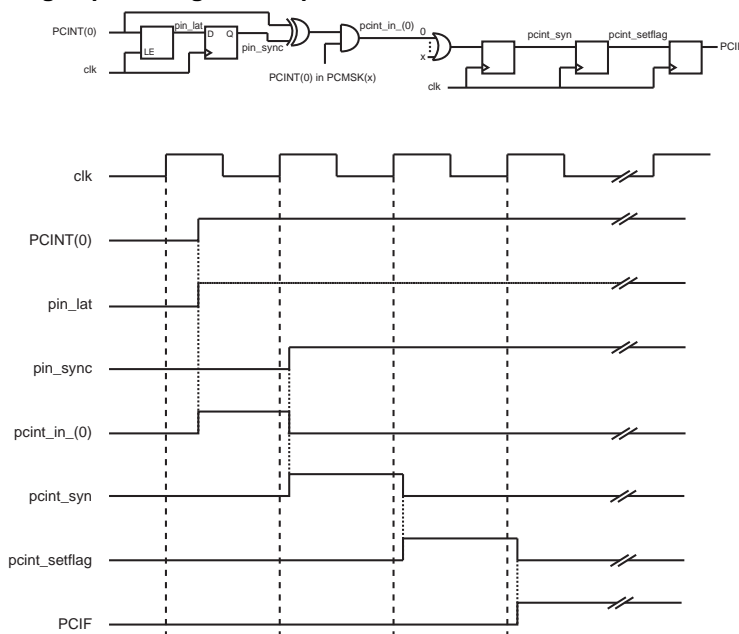 PCINT(0)
pin_lat
D Q
LE
pin_sync
clk
PCINT(0) in PCMSK(x)
pcint_in_(0)
0
x
clk
pcint_syn
pcint_setflag
clk
PCINT(0)
pin_lat
pin_sync
pcint_in_(0)
pcint_syn
pcint_setflag
PCIF